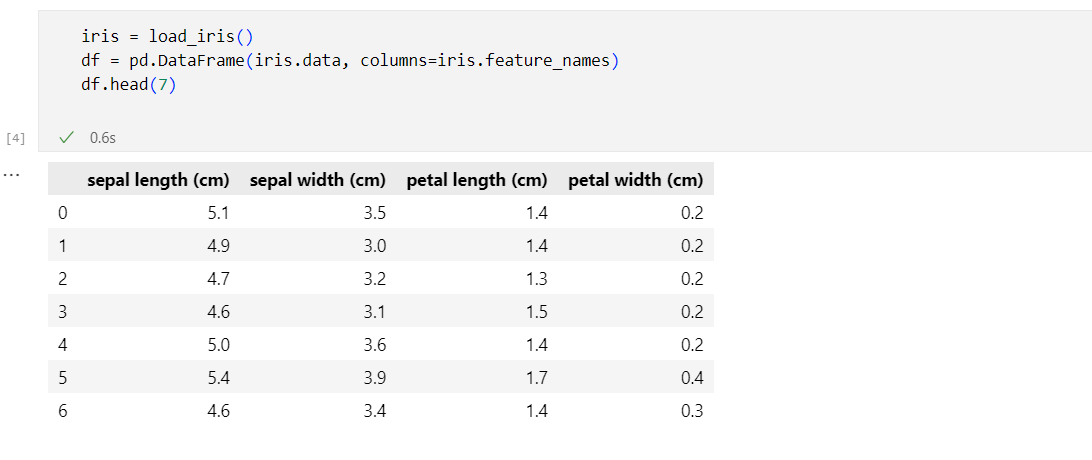 iris = load_iris()
df = pd.DataFrame(iris.data, columns=iris.feature_names)
df.head(7)
[4] 0.6s
...
sepal length (cm) sepal width (cm) petal length (cm) petal width (cm)
0 5.1 3.5 1.4 0.2
1 4.9 3.0 1.4 0.2
2 4.7 3.2 1.3 0.2
3 4.6 3.1 1.5 0.2
4 5.0 3.6 1.4 0.2
5 5.4 3.9 1.7 0.4
6 4.6 3.4 1.4 0.3